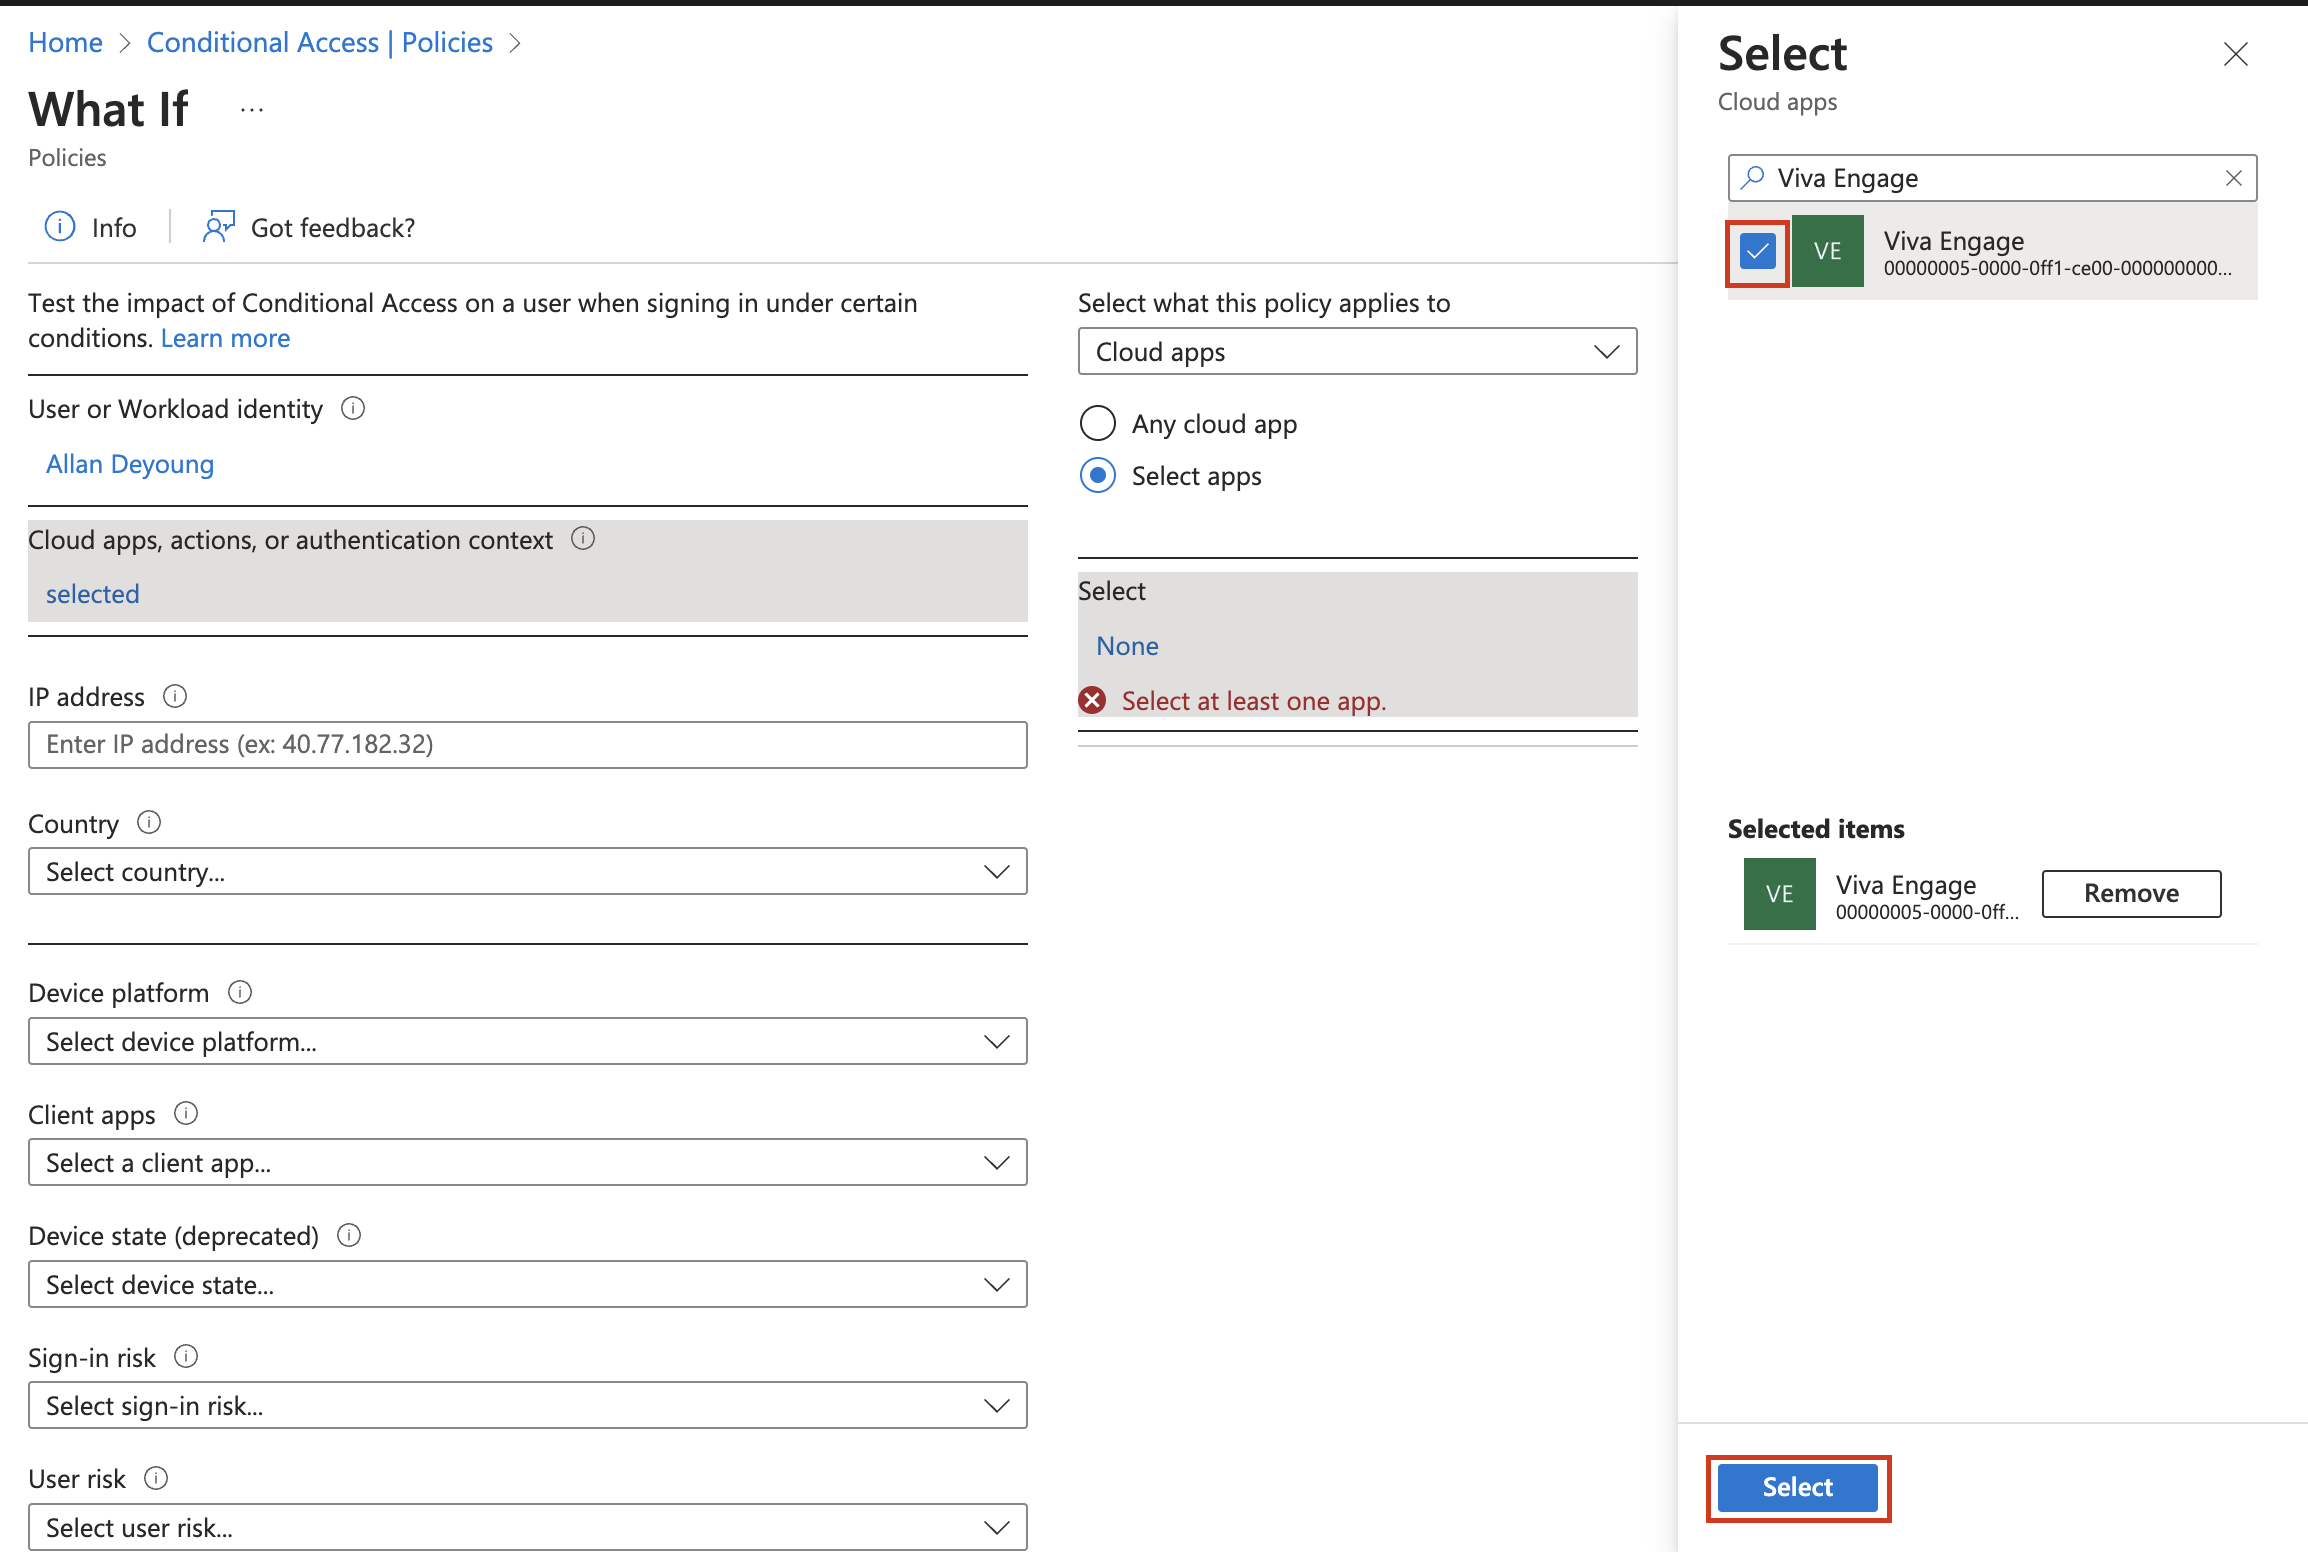 Home > Conditional Access | Policies >
What If ...
Policies
Info
Got feedback?
Test the impact of Conditional Access on a user when signing in under certain
conditions. Learn more
User or Workload identity
Allan Deyoung
Cloud apps, actions, or authentication context
selected
IP address
Enter IP address (ex: 40.77.182.32)
Country
Select country...
Device platform
Select device platform...
Client apps
Select a client app...
Device state (deprecated)
Select device state...
Sign-in risk
Select sign-in risk...
User risk
Select user risk...
Select what this policy applies to
Cloud apps
Any cloud app
Select apps
Select
None
Select at least one app.
Select
Cloud apps
Viva Engage
VE
Viva Engage
00000005-0000-0ff1-ce00-000000000...
Selected items
VE
Viva Engage
00000005-0000-0ff...
Remove
Select